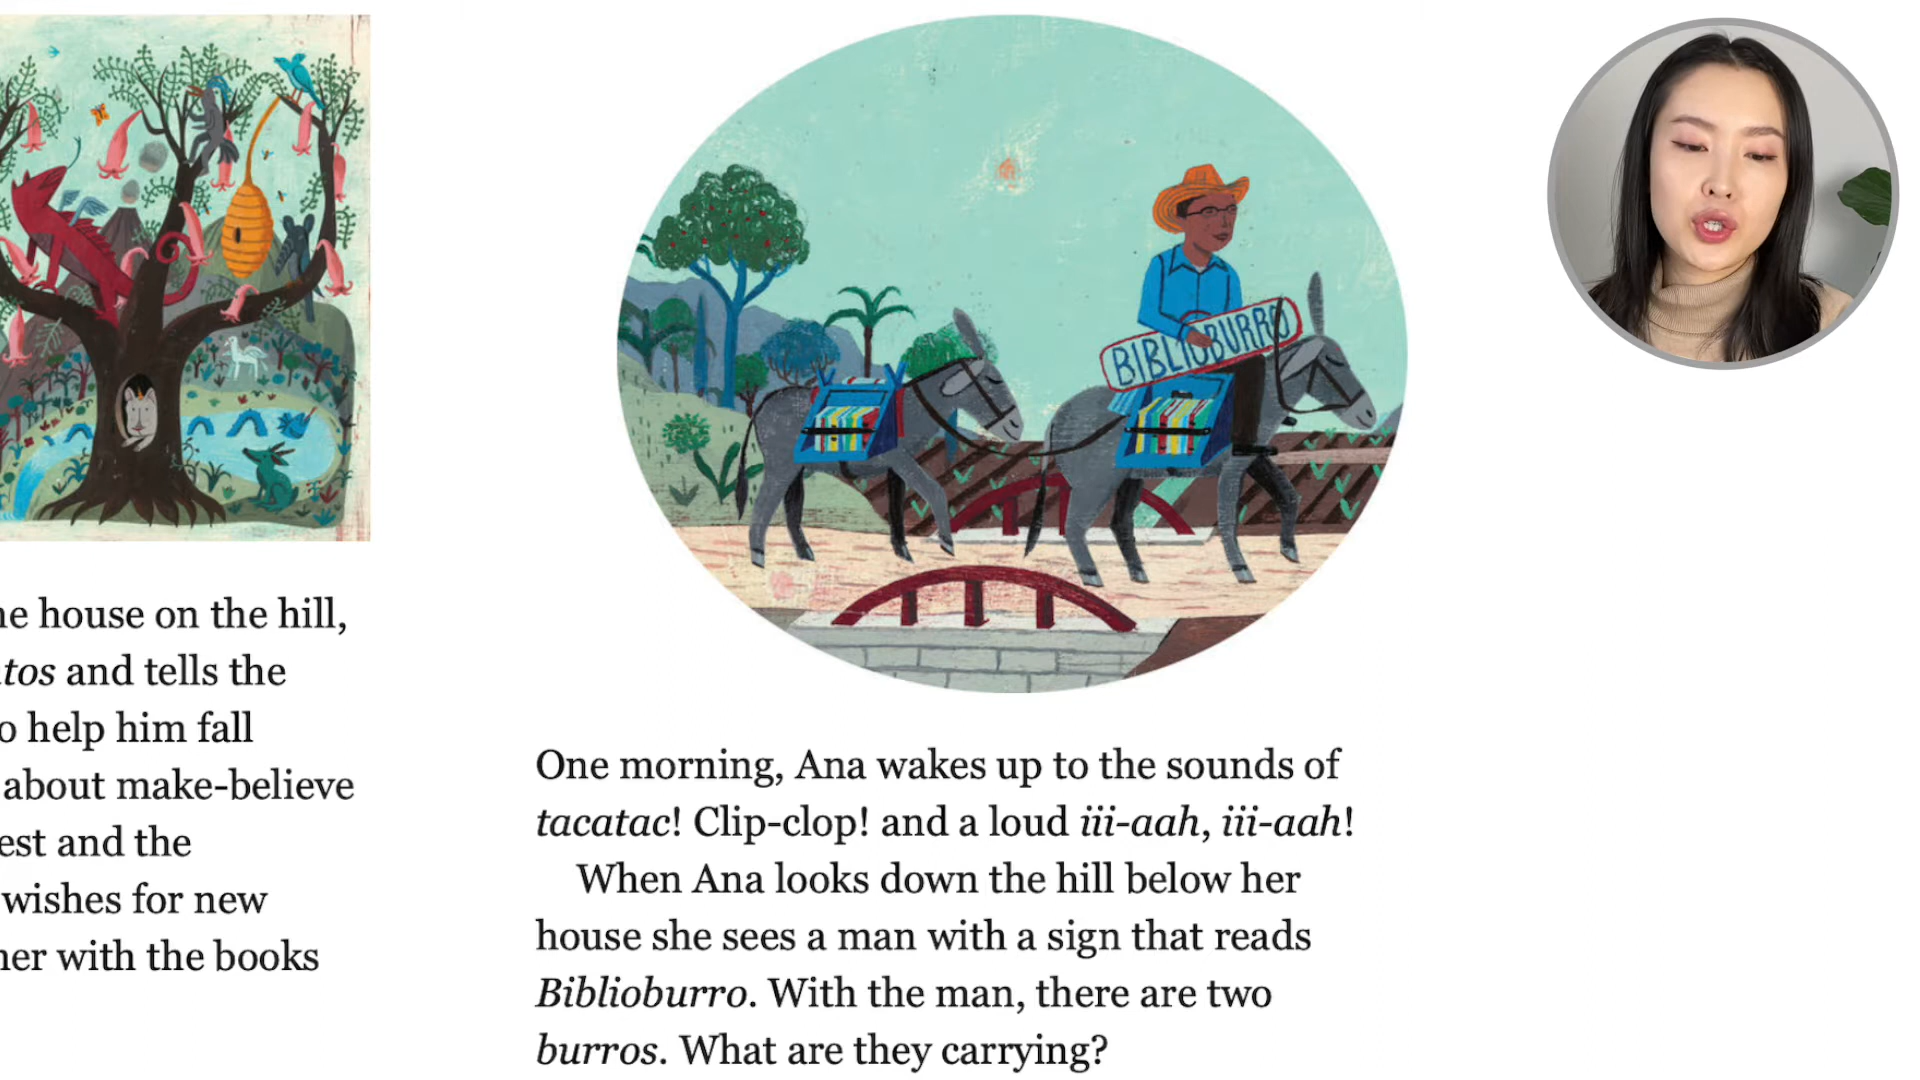 he house on the hill,
tos and tells the
o help him fall
about make-believe
est and the
wishes for new
her with the books
BIBLIOBURRO
One morning, Ana wakes up to the sounds of
tacatac! Clip-clop! and a loud iii-aah, iii-aah!
When Ana looks down the hill below her
house she sees a man with a sign that reads
Biblioburro. With the man, there are two
burros. What are they carrying?